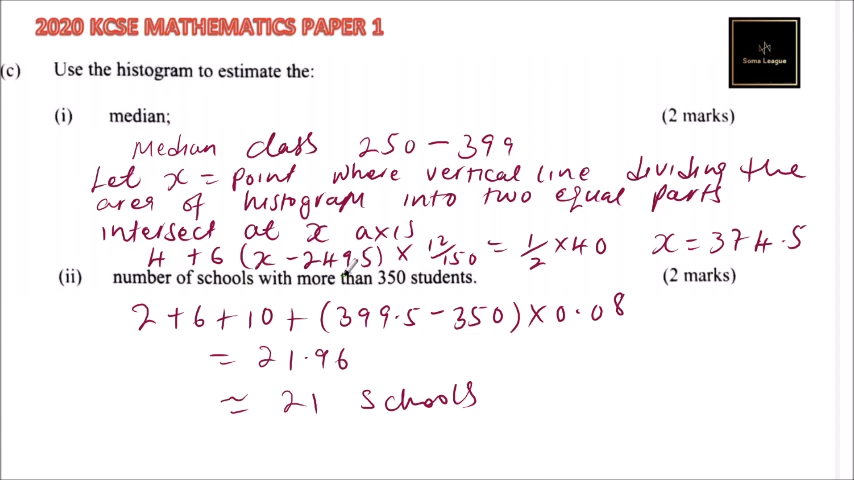 2020 KCSE MATHEMATICS PAPER 1
Soma League
(c) Use the histogram to estimate the:
(i) median; (2 marks)
Median class 250 - 399
Let x = point where vertical line dividing the
area of histogram into two equal parts
intersect at x axis
4 + 6 (x - 249.5) × 12/150 = 1/2 × 40 x = 374.5
(ii) number of schools with more than 350 students. (2 marks)
2 + 6 + 10 + (399.5 - 350) × 0.08
= 21.96
≈ 21 schools